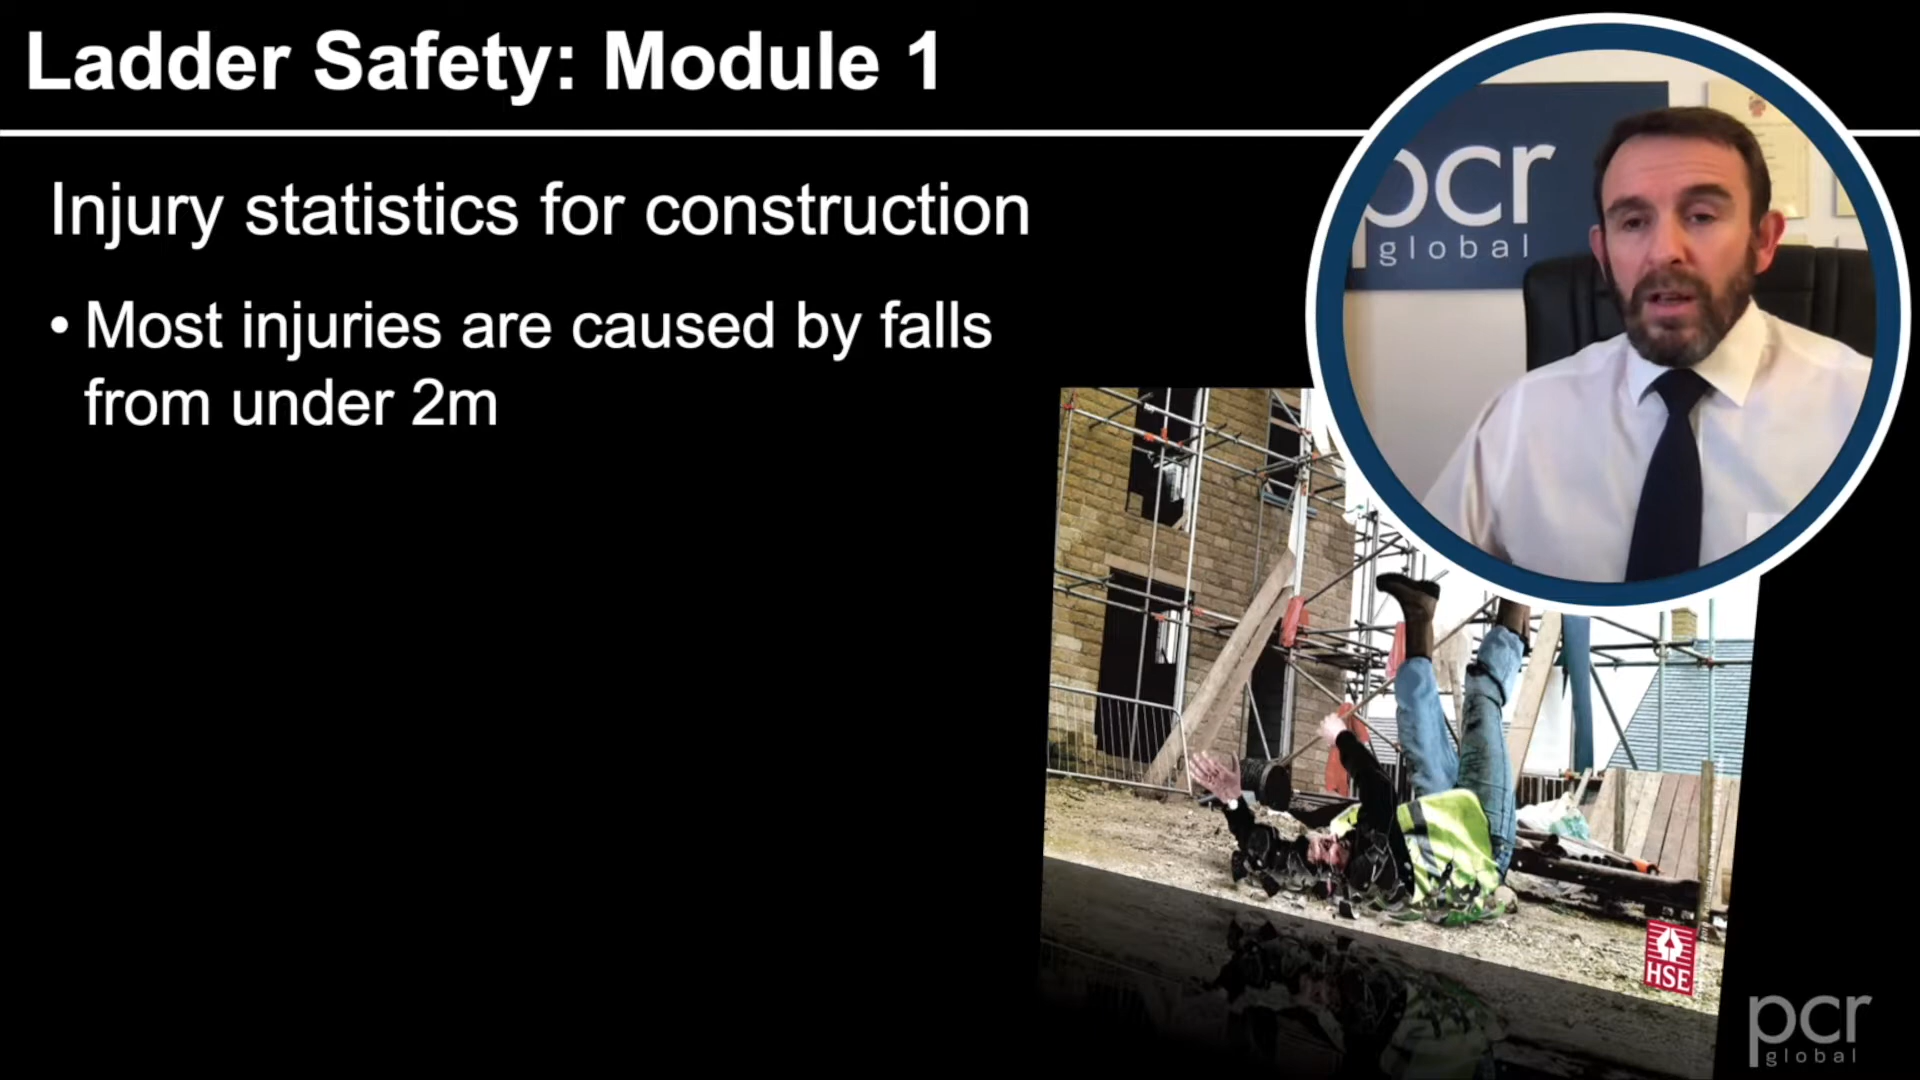 Ladder Safety: Module 1
Injury statistics for construction
• Most injuries are caused by falls
from under 2m
pcr
global
HSE
pcr
global